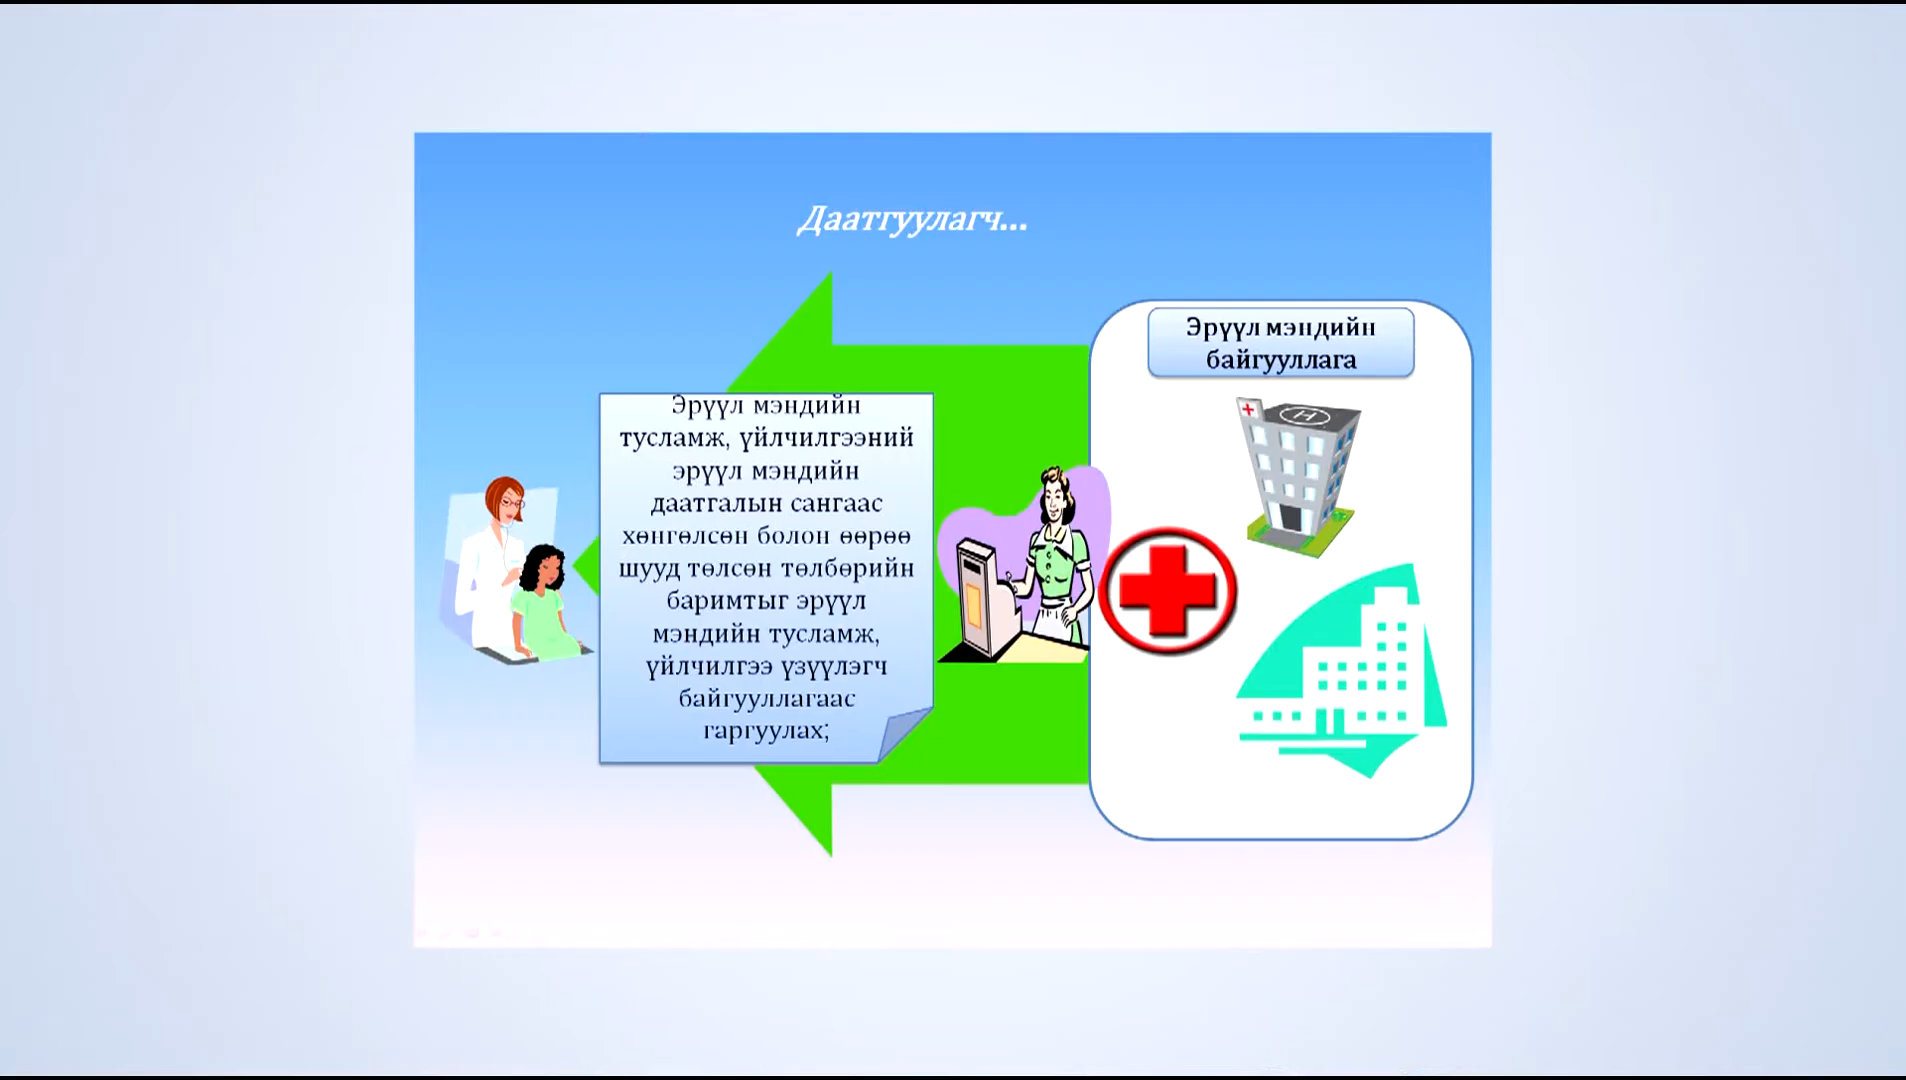 Даатгуулагч...
Эрүүл мэндийн
байгууллага
Эрүүл мэндийн
тусламж, үйлчилгээний
эрүүл мэндийн
даатгалын сангаас
хөнгөлсөн болон өөрөө
шууд төлсөн төлбөрийн
баримтыг эрүүл
мэндийн тусламж,
үйлчилгээ үзүүлэгч
байгууллагаас
гаргуулах;
H